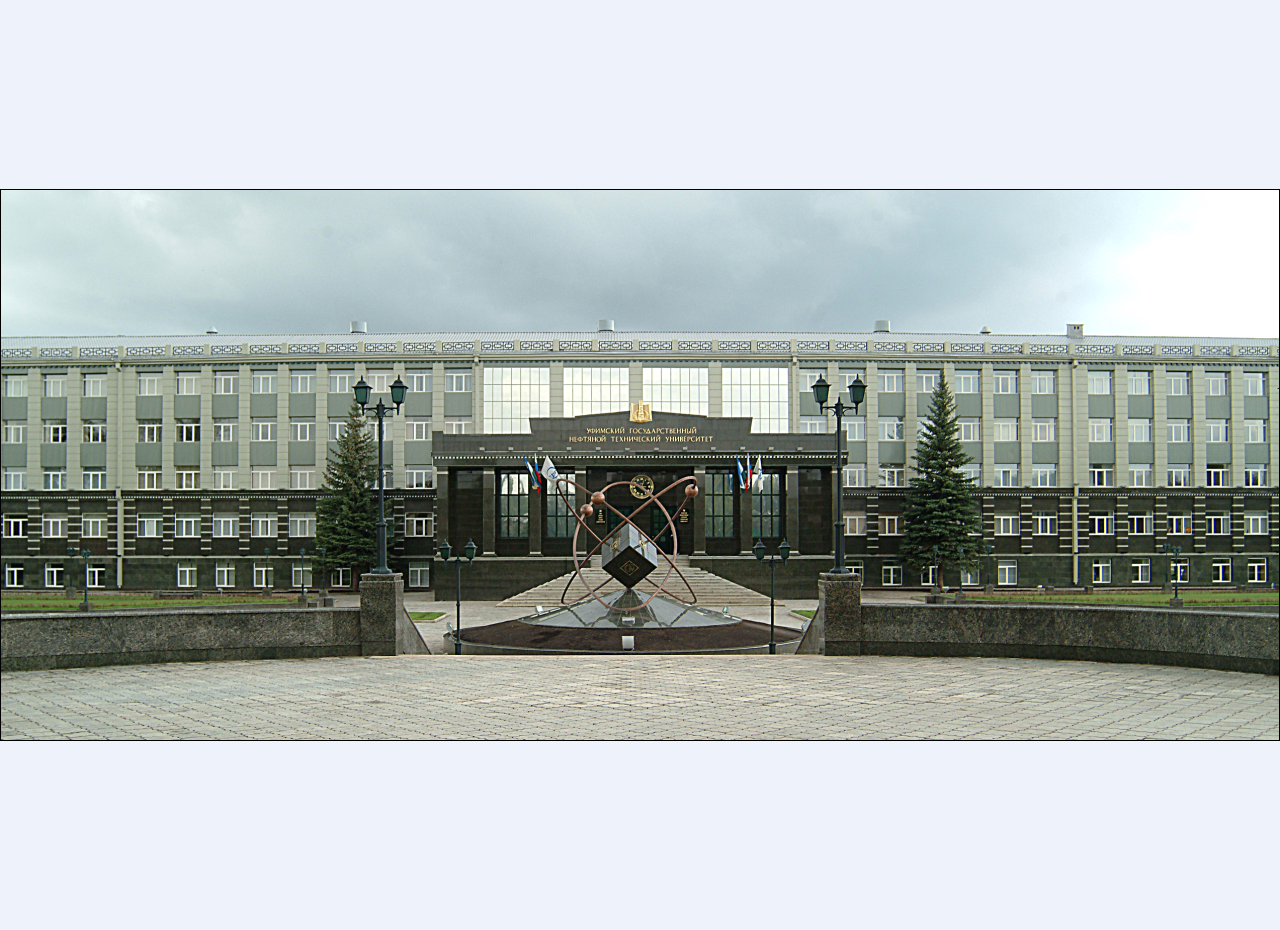 УФИМСКИЙ ГОСУДАРСТВЕННЫЙ
НЕФТЯНОЙ ТЕХНИЧЕСКИЙ УНИВЕРСИТЕТ